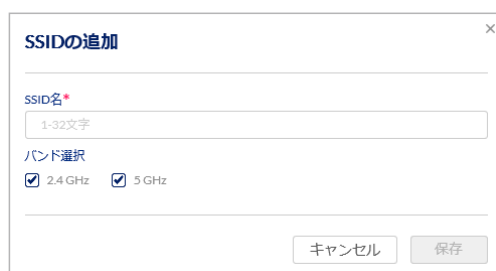 SSIDの追加
×
SSID名*
1-32文字
バンド選択
2.4 GHz 5 GHz
キャンセル 保存